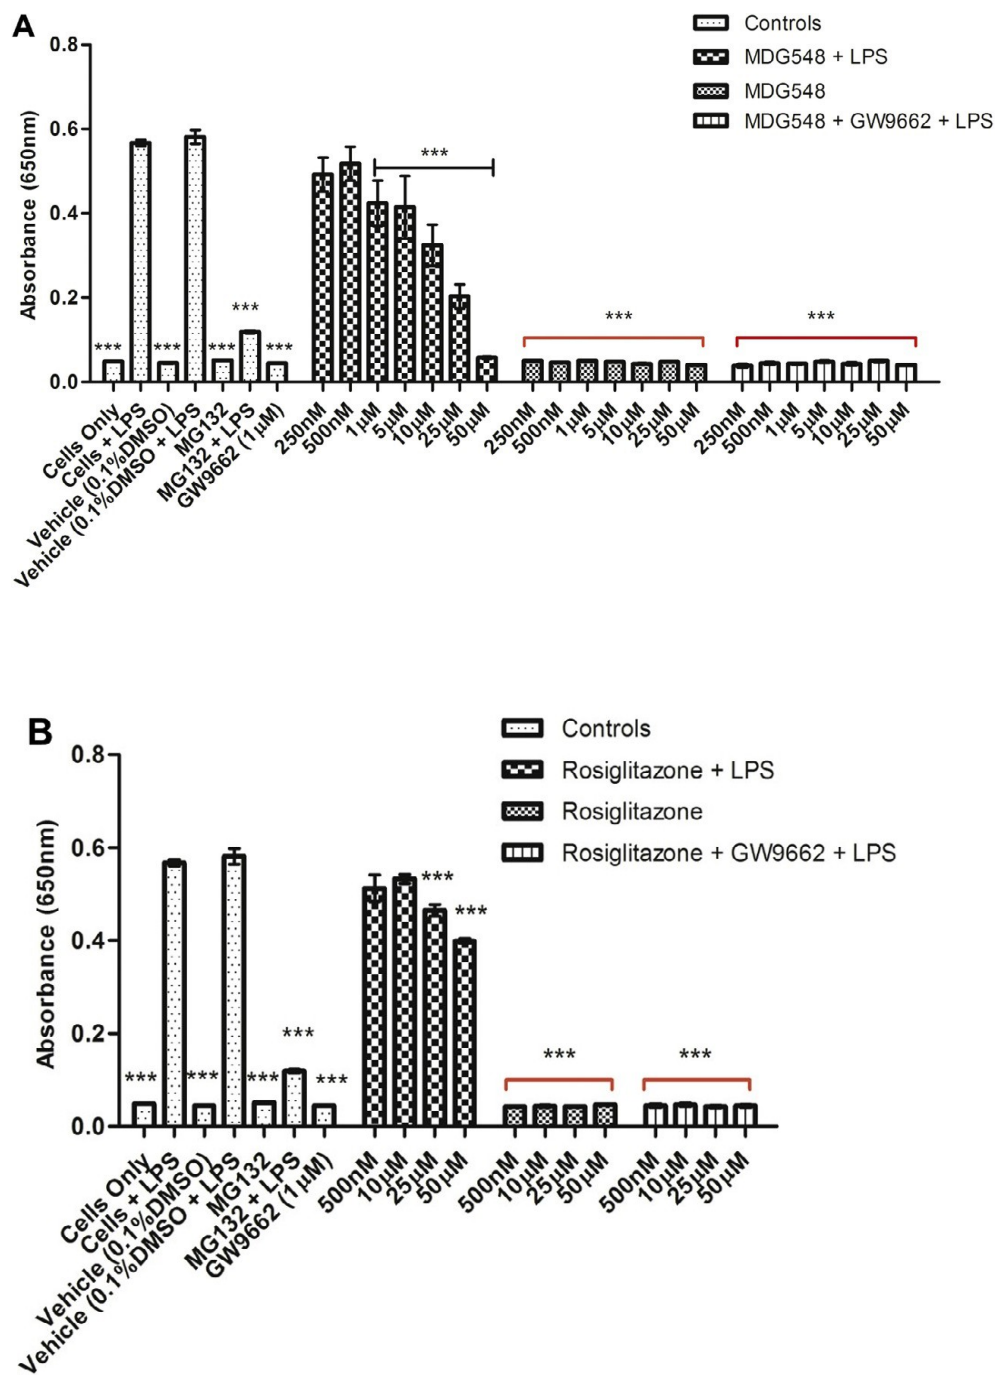 A
Controls
MDG548 + LPS
MDG548
MDG548 + GW9662 + LPS
Absorbance (650nm)
0.8
0.6
0.4
0.2
0.0
***
***
***
***
***
***
***
***
Cells Only
Cells + LPS
Vehicle (0.1%DMSO)
Vehicle (0.1%DMSO + LPS
MG132
MG132 + LPS
GW9662 (1µM)
250nM
500nM
1µM
5µM
10µM
25µM
50µM
250nM
500nM
1µM
5µM
10µM
25µM
50µM
250nM
500nM
1µM
5µM
10µM
25µM
50µM
B
Controls
Rosiglitazone + LPS
Rosiglitazone
Rosiglitazone + GW9662 + LPS
Absorbance (650nm)
0.8
0.6
0.4
0.2
0.0
***
***
***
***
***
***
***
***
***
Cells Only
Cells + LPS
Vehicle (0.1%DMSO)
Vehicle (0.1%DMSO + LPS
MG132
MG132 + LPS
GW9662 (1µM)
500nM
10µM
25µM
50µM
500nM
10µM
25µM
50µM
500nM
10µM
25µM
50µM